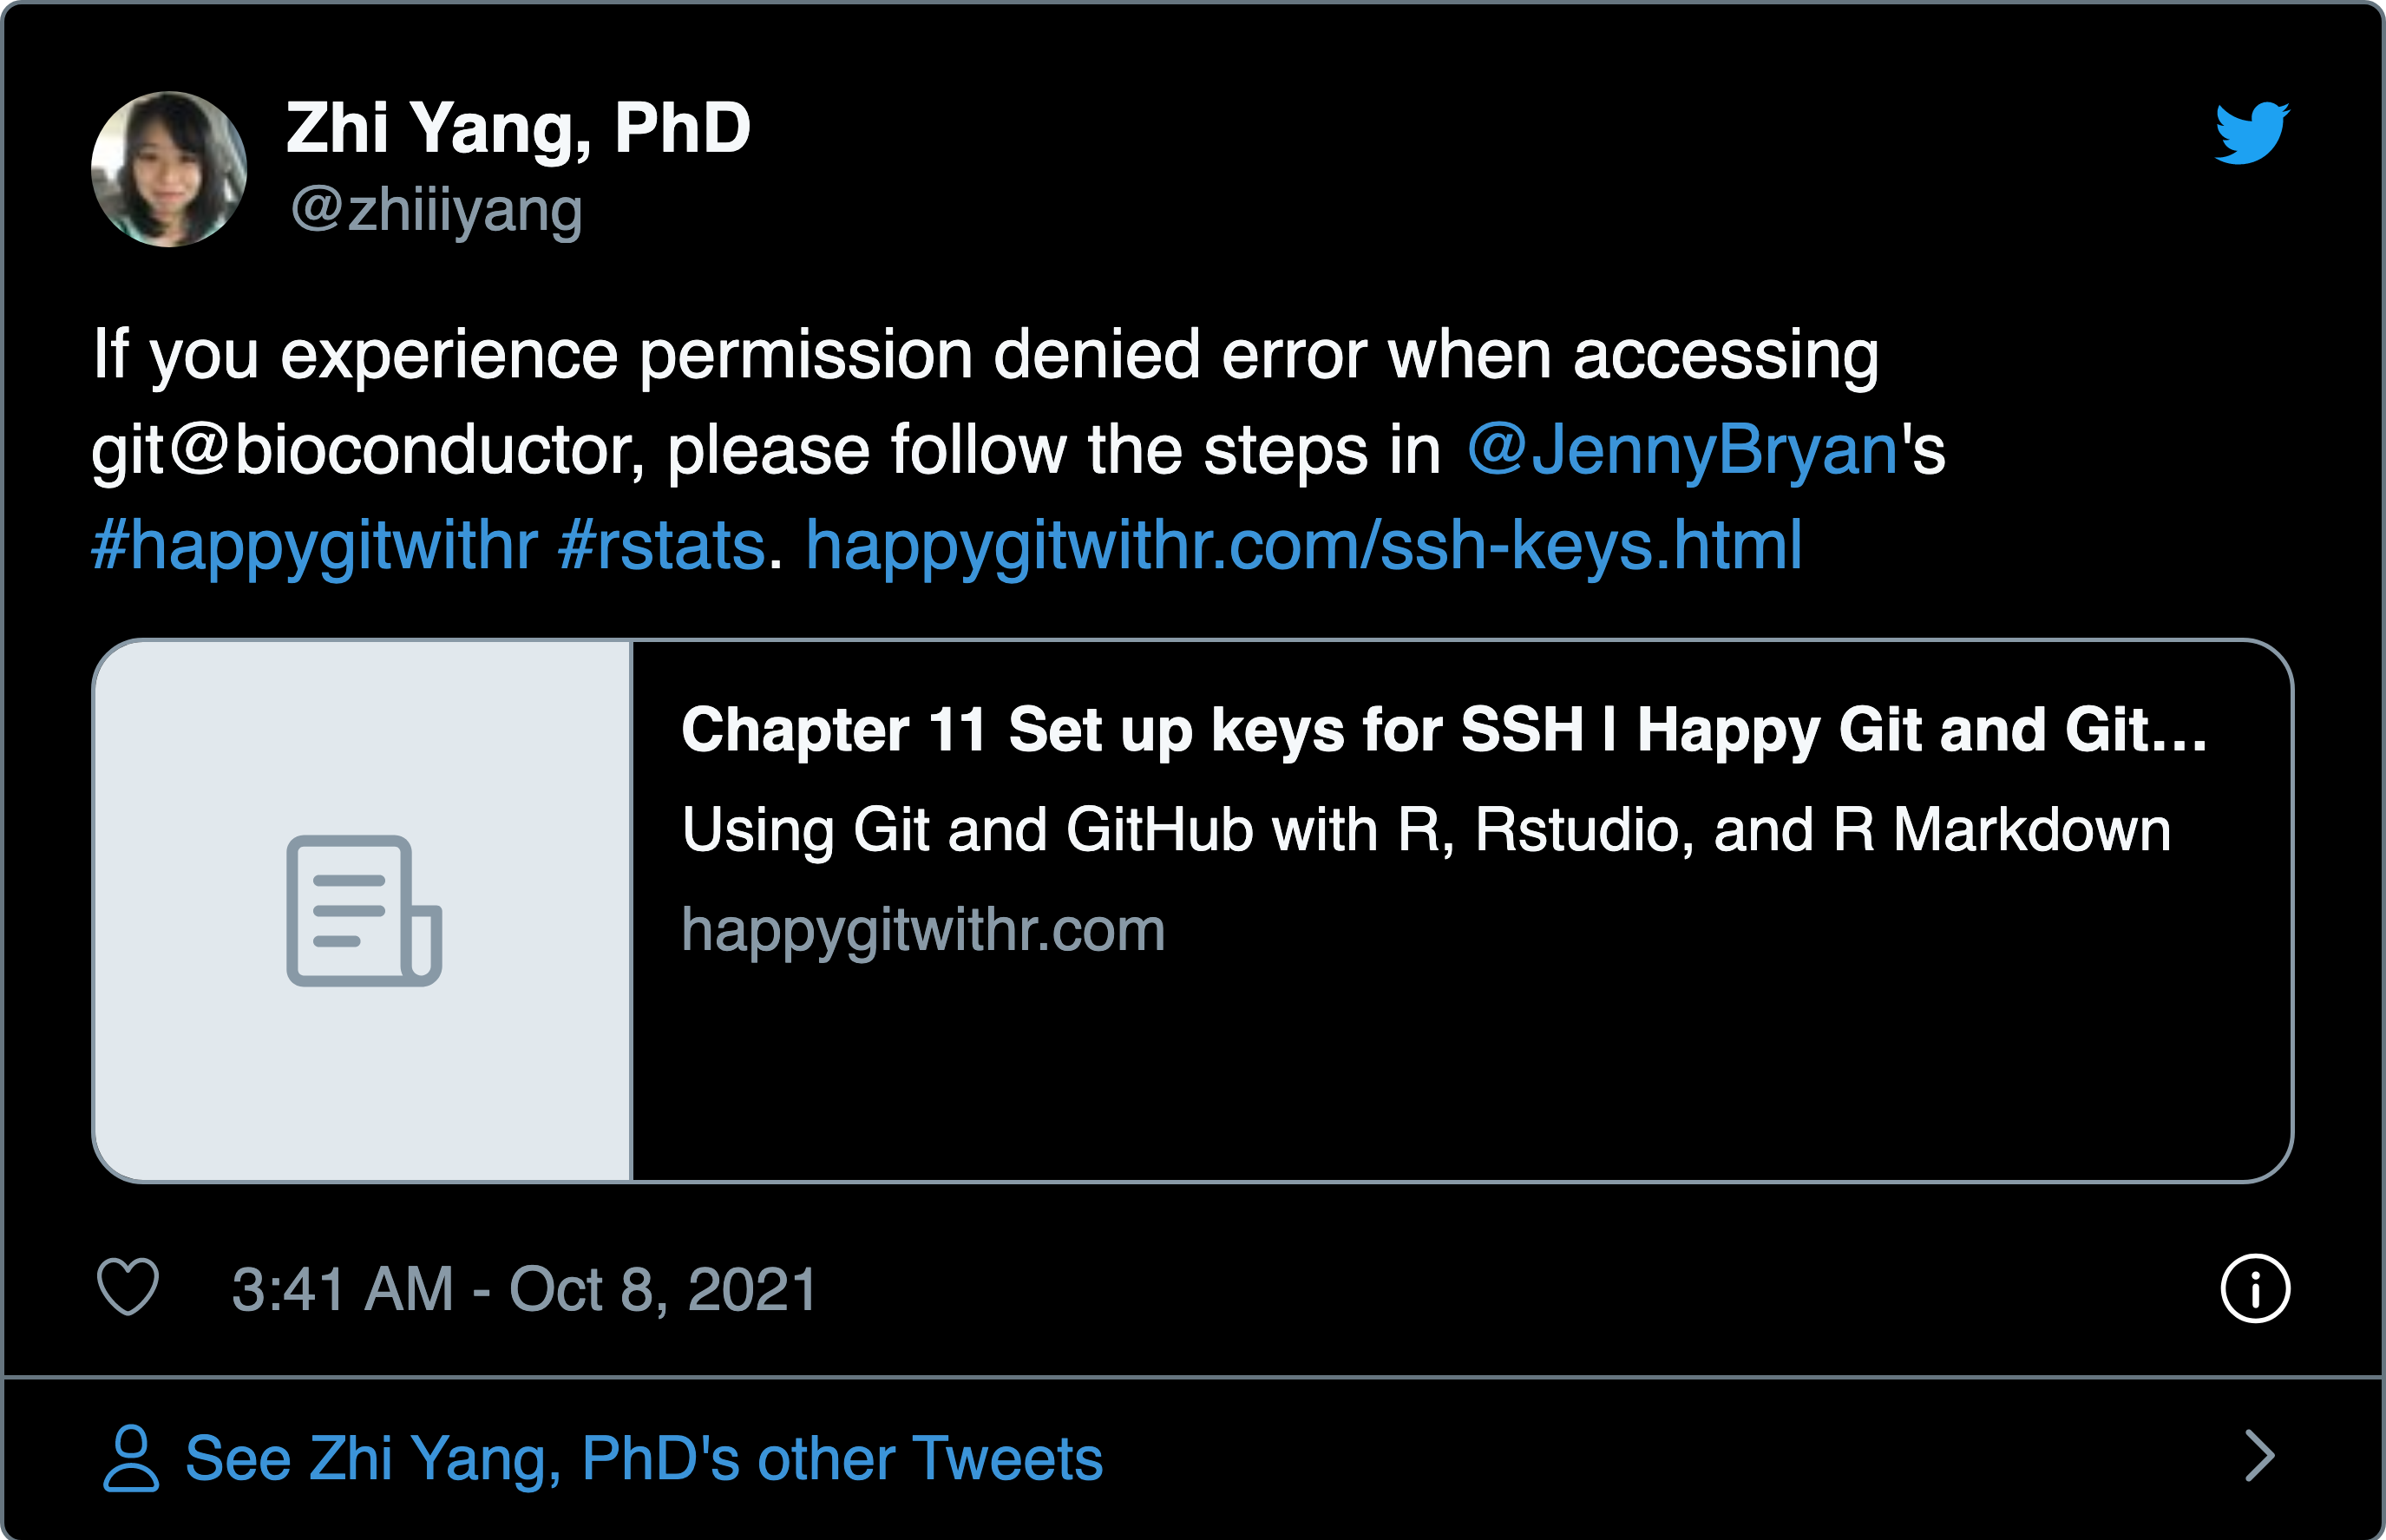 Zhi Yang, PhD
@zhiiiyang
If you experience permission denied error when accessing
git@bioconductor, please follow the steps in @JennyBryan's
#happygitwithr #rstats. happygitwithr.com/ssh-keys.html
Chapter 11 Set up keys for SSH | Happy Git and Git...
Using Git and GitHub with R, Rstudio, and R Markdown
happygitwithr.com
3:41 AM - Oct 8, 2021
See Zhi Yang, PhD's other Tweets